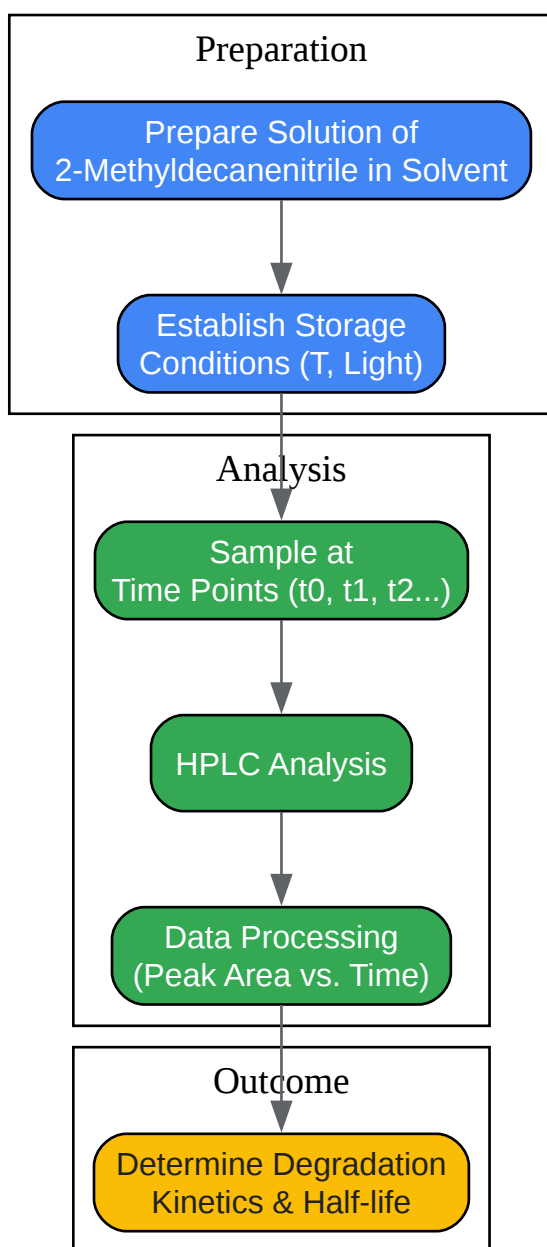 Preparation
Prepare Solution of
2-Methyldecanenitrile in Solvent
Establish Storage
Conditions (T, Light)
Analysis
Sample at
Time Points (t0, t1, t2...)
HPLC Analysis
Data Processing
(Peak Area vs. Time)
Outcome
Determine Degradation
Kinetics & Half-life